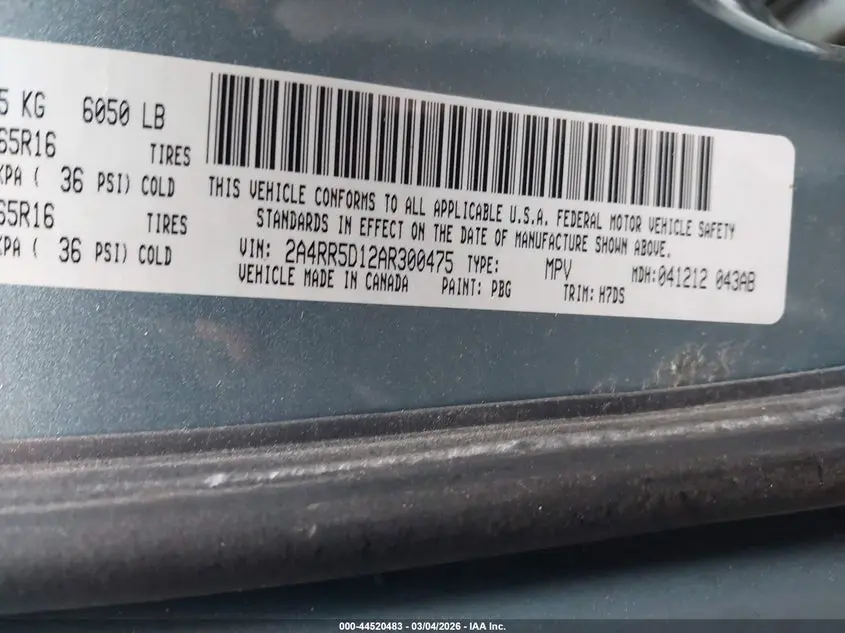 5 KG 6050 LB
65R16 TIRES
KPA ( 36 PSI) COLD
65R16 TIRES
KPA ( 36 PSI) COLD
THIS VEHICLE CONFORMS TO ALL APPLICABLE U.S.A. FEDERAL MOTOR VEHICLE SAFETY
STANDARDS IN EFFECT ON THE DATE OF MANUFACTURE SHOWN ABOVE.
VIN: 2A4RR5D12AR300475 TYPE: MPV MDH:041212 043AB
VEHICLE MADE IN CANADA PAINT: PBG TRIM: H7DS
000-44520483 - 03/04/2026 - IAA Inc.